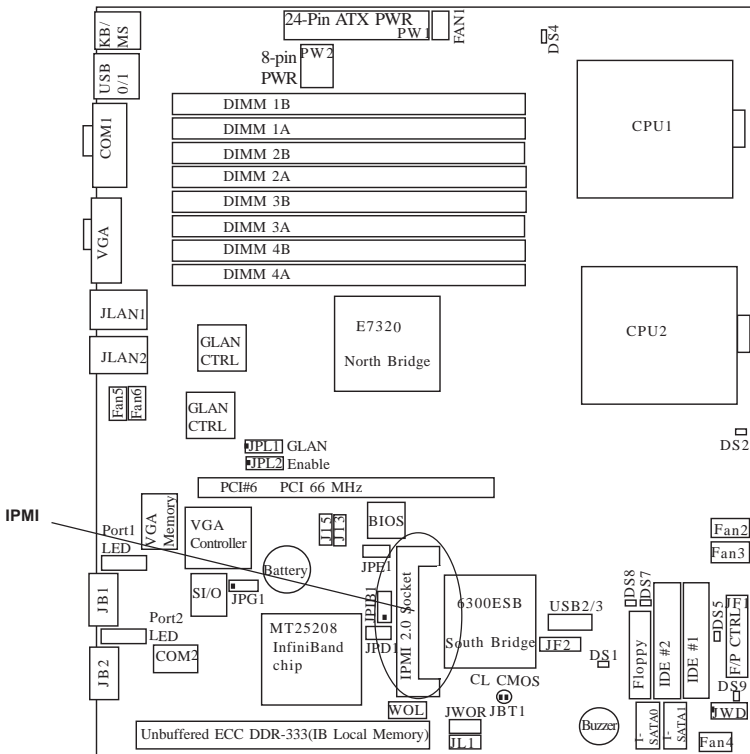 24-Pin ATX PWR
PW1
FAN1
DS4
KB/
MS
8-pin
PWR
PW2
USB
0/1
DIMM 1B
DIMM 1A
DIMM 2B
DIMM 2A
DIMM 3B
DIMM 3A
DIMM 4B
DIMM 4A
COM1
CPU1
VGA
JLAN1
JLAN2
GLAN
CTRL
E7320
North Bridge
CPU2
Fan5
Fan6
GLAN
CTRL
JPL1 GLAN
JPL2 Enable
DS2
PCI#6 PCI 66 MHz
IPMI
Port1
LED
VGA
Memory
VGA
Controller
Battery
J15
J13
BIOS
JPE1
Fan2
Fan3
JB1
SI/O
JPG1
JPIB1
JPD1
IPMI 2.0 Socket
6300ESB
South Bridge
USB2/3
JF2
DS8
DS7
DS5
JF1
F/P CTRL
Port2
LED
JB2
COM2
MT25208
InfiniBand
chip
DS1
Floppy
IDE #2
IDE #1
CL CMOS
JBT1
DS9
WOL
JWOR
JL1
Buzzer
I-
SATA0
I-
SATA1
JWD
Fan4
Unbuffered ECC DDR-333(IB Local Memory)